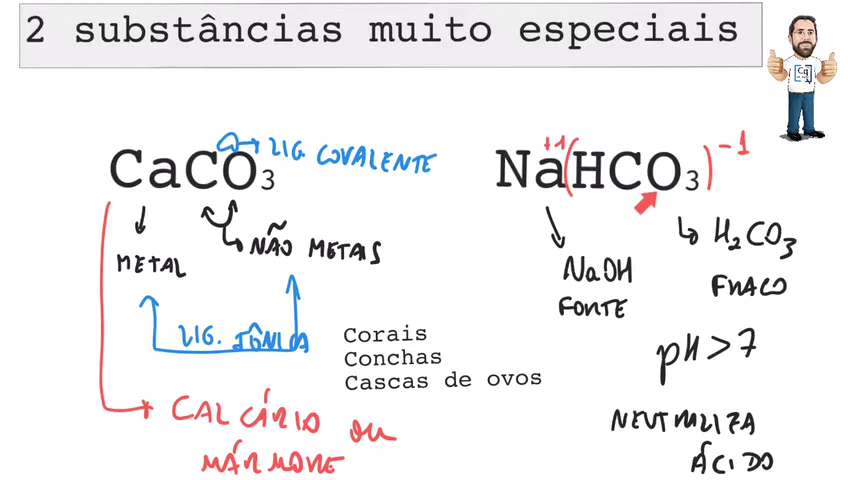 2 substâncias muito especiais
CaCO₃
LIG COVALENTE
METAL
NÃO METAIS
LIG. IÔNICA
Corais
Conchas
Cascas de ovos
CALCÁRIO ou
MÁRMORE
+1 -1
Na(HCO₃)
NaOH
FORTE
H₂CO₃
FRACO
pH > 7
NEUTRALIZA
ÁCIDO